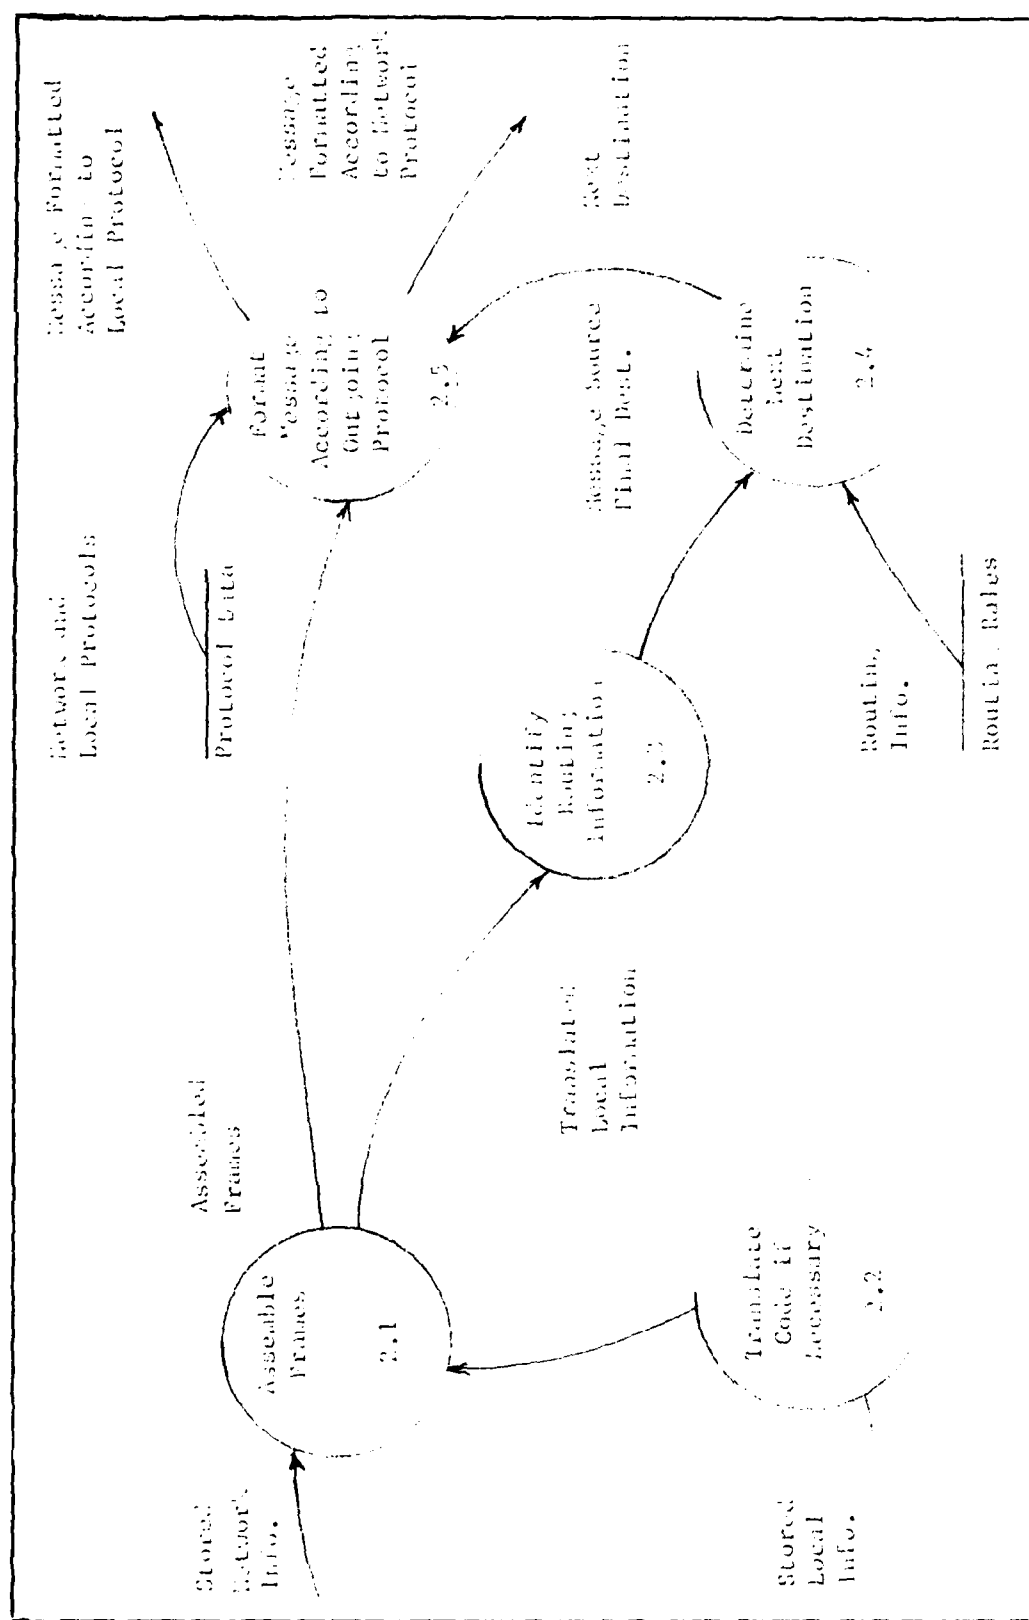 Stored
Network
Info.
Assemble
Frames
2.1
Assembled
Frames
Network and
Local Protocols
Protocol Data
Format
Message
According to
Outgoing
Protocol
2.5
Message Formatted
According to
Local Protocol
Message
Formatted
According
to Network
Protocol
Stored
Local
Info.
Translate
Code if
Necessary
2.2
Translated
Local
Information
Identify
Routing
Information
2.3
Message Source
Final Dest.
Routing
Info.
Routing Rules
Determine
Next
Destination
2.4
Next
Destination